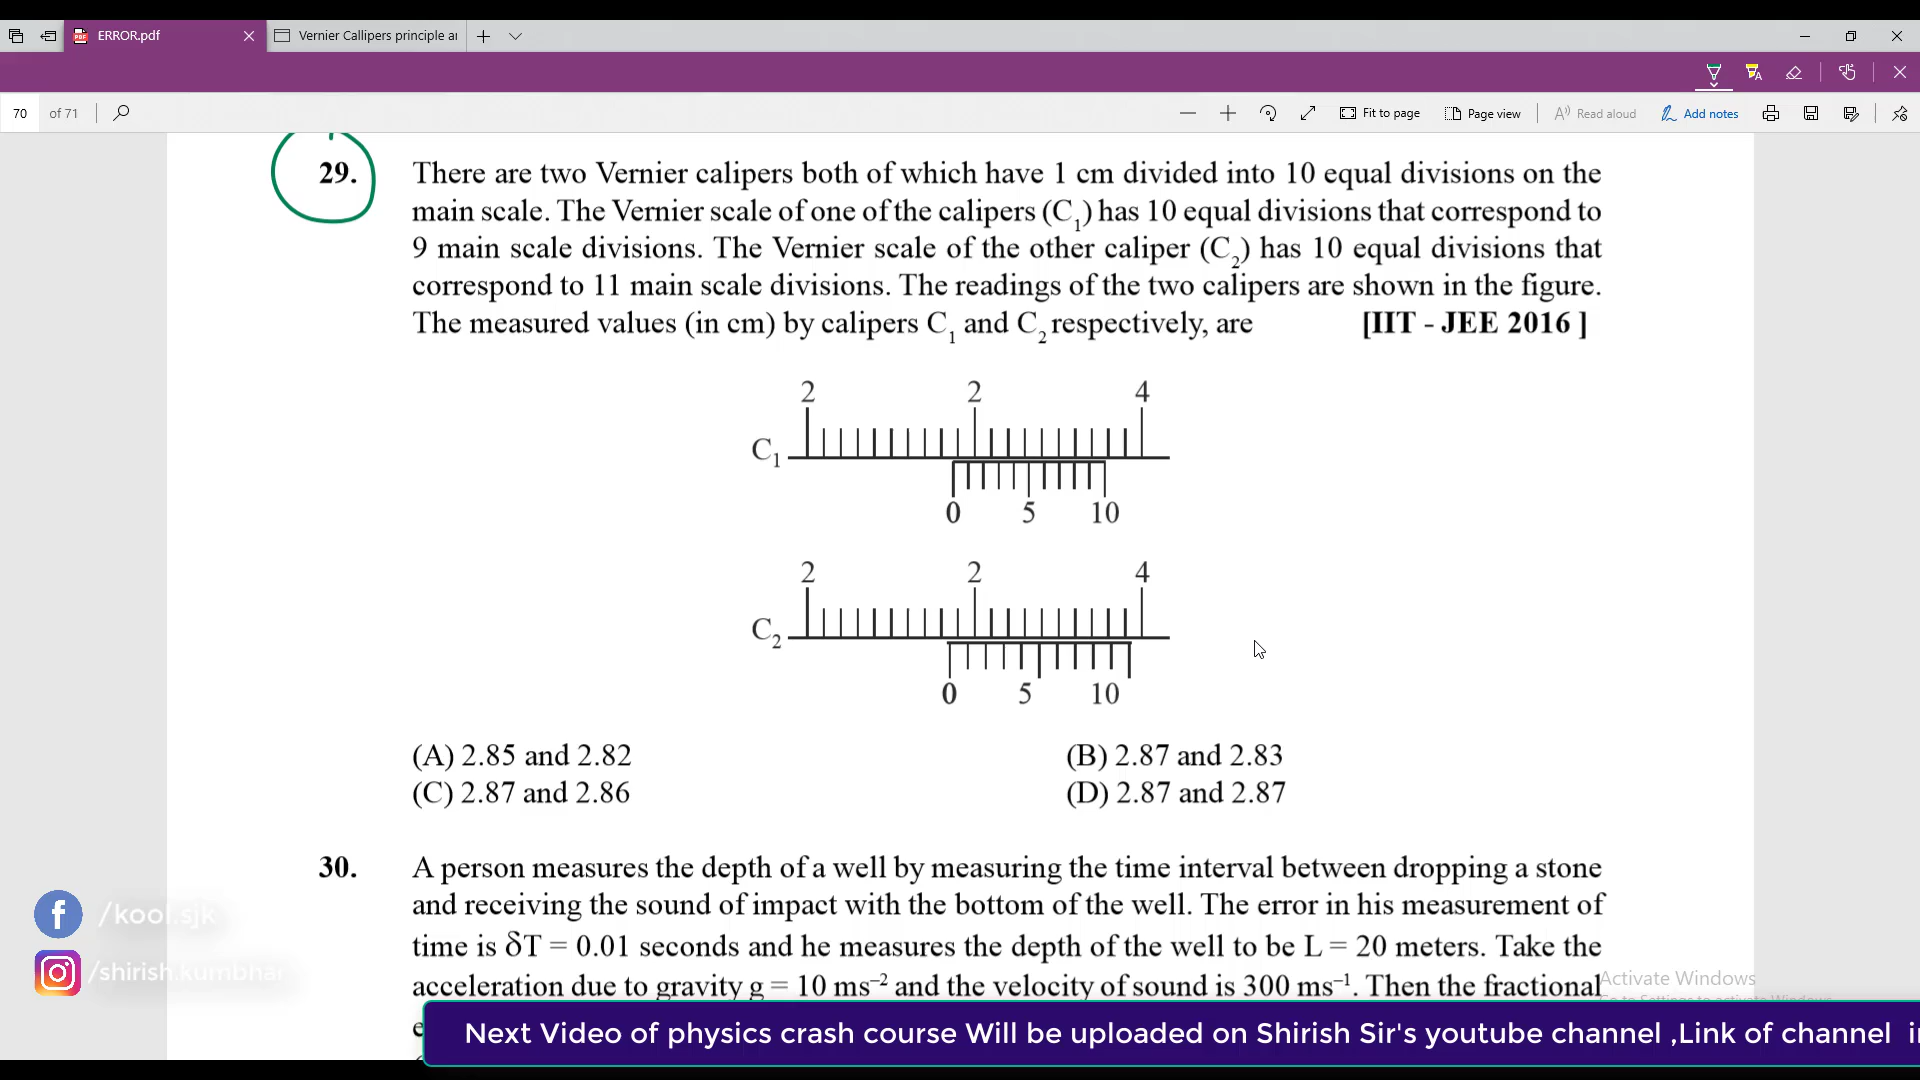 ERROR.pdf
Vernier Callipers principle ar
70 of 71
Fit to page
Page view
Read aloud
Add notes
29. There are two Vernier calipers both of which have 1 cm divided into 10 equal divisions on the
main scale. The Vernier scale of one of the calipers (C₁) has 10 equal divisions that correspond to
9 main scale divisions. The Vernier scale of the other caliper (C₂) has 10 equal divisions that
correspond to 11 main scale divisions. The readings of the two calipers are shown in the figure.
The measured values (in cm) by calipers C₁ and C₂ respectively, are [IIT - JEE 2016 ]
2 2 4
C₁
0 5 10
2 2 4
C₂
0 5 10
(A) 2.85 and 2.82 (B) 2.87 and 2.83
(C) 2.87 and 2.86 (D) 2.87 and 2.87
30. A person measures the depth of a well by measuring the time interval between dropping a stone
and receiving the sound of impact with the bottom of the well. The error in his measurement of
time is δT = 0.01 seconds and he measures the depth of the well to be L = 20 meters. Take the
acceleration due to gravity g = 10 ms⁻² and the velocity of sound is 300 ms⁻¹. Then the fractional
/kool.sjk
/shirish.kumbhar
Activate Windows
Next Video of physics crash course Will be uploaded on Shirish Sir's youtube channel ,Link of channel